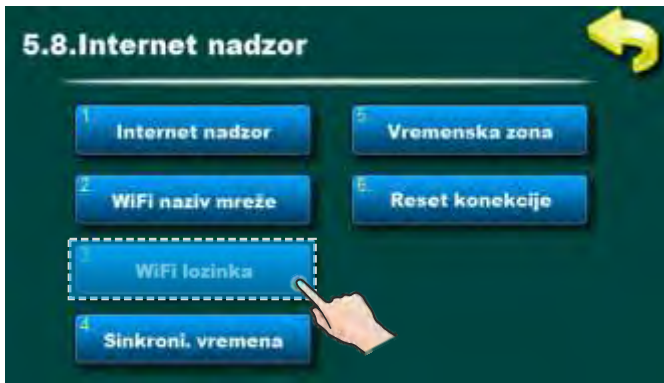 5.8.Internet nadzor
1
Internet nadzor
2
WiFi naziv mreže
3
WiFi lozinka
4
Sinkroni. vremena
5
Vremenska zona
6
Reset konekcije